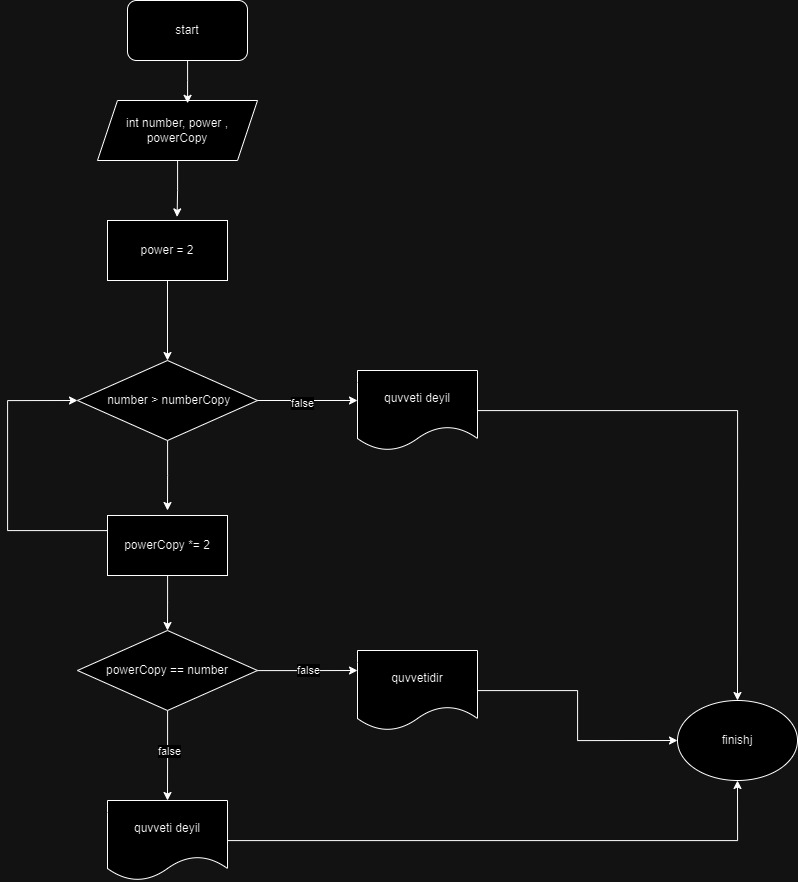 start
int number, power ,
powerCopy
power = 2
number > numberCopy
false
quvveti deyil
powerCopy *= 2
powerCopy == number
false
quvvetidir
false
finishj
quvveti deyil